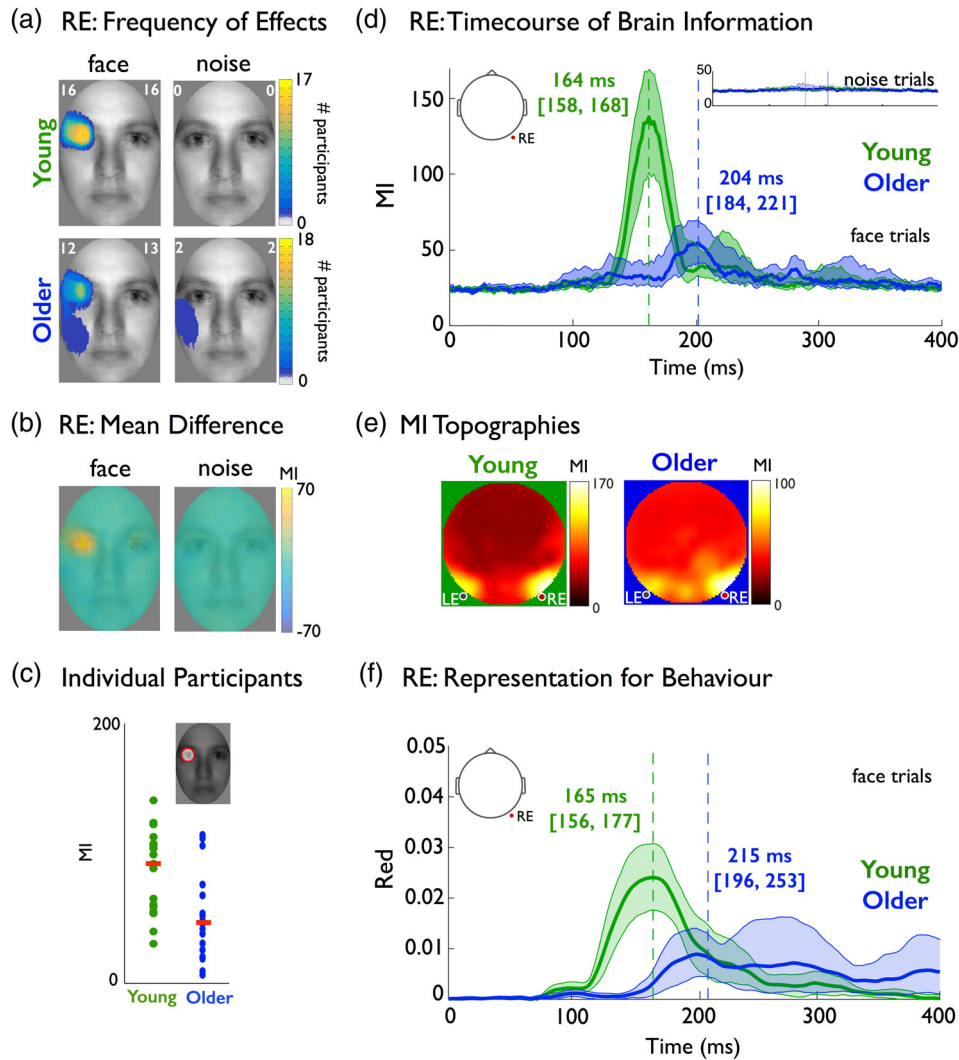 (a) RE: Frequency of Effects
face noise
16 16 0 0 17
Young
# participants
0
12 13 2 2 18
Older
# participants
0
(b) RE: Mean Difference
face noise MI
70
-70
(c) Individual Participants
200
MI
0
Young Older
(d) RE: Timecourse of Brain Information
164 ms
[158, 168]
50 noise trials
0
RE
150
100
50
0
MI
204 ms
[184, 221]
Young
Older
face trials
0 100 200 300 400
Time (ms)
(e) MI Topographies
Young MI Older MI
170 100
LE RE LE RE
0 0
(f) RE: Representation for Behaviour
0.05
0.04
0.03
0.02
0.01
0
Red
RE
face trials
165 ms
[156, 177]
215 ms
[196, 253]
Young
Older
0 100 200 300 400
Time (ms)